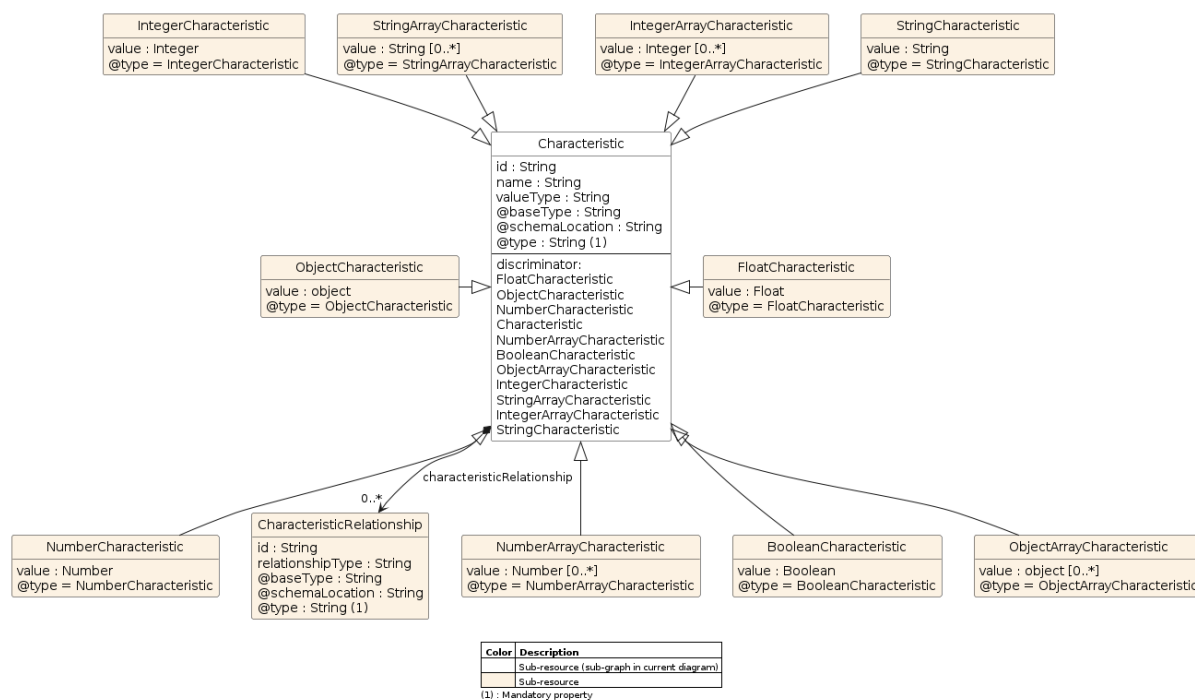 IntegerCharacteristic
value : Integer
@type = IntegerCharacteristic
StringArrayCharacteristic
value : String [0..*]
@type = StringArrayCharacteristic
IntegerArrayCharacteristic
value : Integer [0..*]
@type = IntegerArrayCharacteristic
StringCharacteristic
value : String
@type = StringCharacteristic
Characteristic
id : String
name : String
valueType : String
@baseType : String
@schemaLocation : String
@type : String (1)
discriminator:
FloatCharacteristic
ObjectCharacteristic
NumberCharacteristic
Characteristic
NumberArrayCharacteristic
BooleanCharacteristic
ObjectArrayCharacteristic
IntegerCharacteristic
StringArrayCharacteristic
IntegerArrayCharacteristic
StringCharacteristic
ObjectCharacteristic
value : object
@type = ObjectCharacteristic
FloatCharacteristic
value : Float
@type = FloatCharacteristic
characteristicRelationship
0..*
NumberCharacteristic
value : Number
@type = NumberCharacteristic
CharacteristicRelationship
id : String
relationshipType : String
@baseType : String
@schemaLocation : String
@type : String (1)
NumberArrayCharacteristic
value : Number [0..*]
@type = NumberArrayCharacteristic
BooleanCharacteristic
value : Boolean
@type = BooleanCharacteristic
ObjectArrayCharacteristic
value : object [0..*]
@type = ObjectArrayCharacteristic
Color Description
Sub-resource (sub-graph in current diagram)
Sub-resource
(1) : Mandatory property